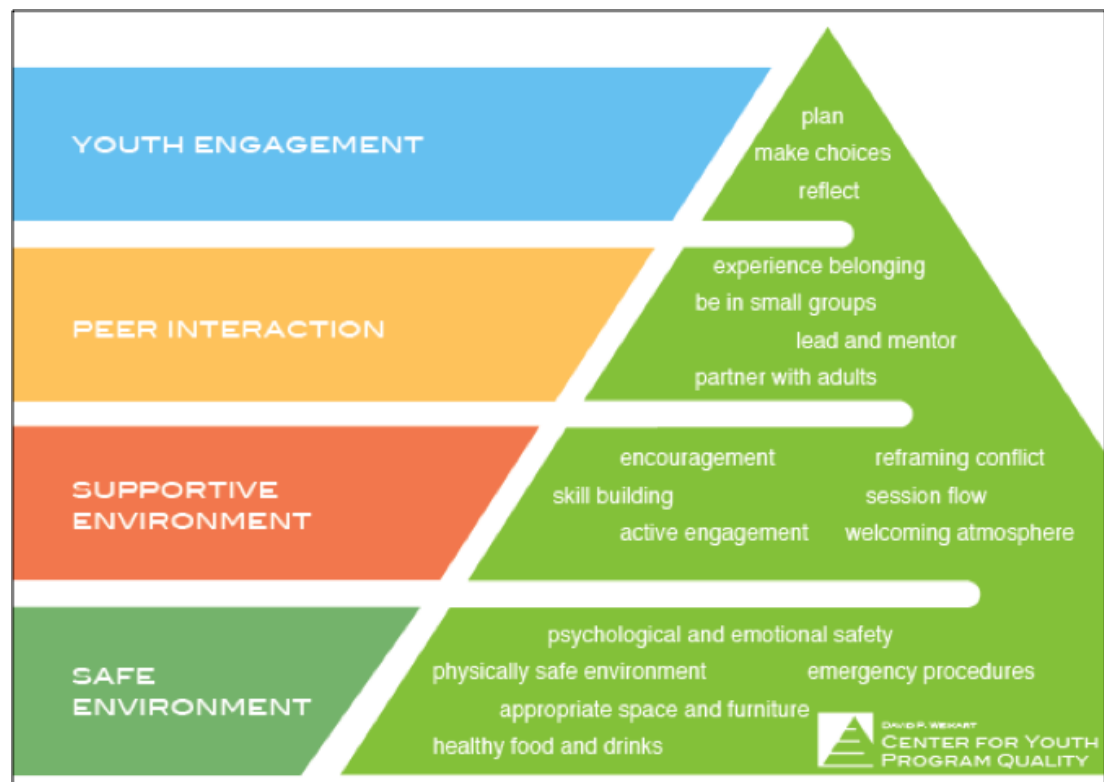 YOUTH ENGAGEMENT
plan
make choices
reflect
PEER INTERACTION
experience belonging
be in small groups
lead and mentor
partner with adults
SUPPORTIVE
ENVIRONMENT
encouragement reframing conflict
skill building session flow
active engagement welcoming atmosphere
SAFE
ENVIRONMENT
psychological and emotional safety
physically safe environment emergency procedures
appropriate space and furniture
healthy food and drinks
DAVID P. WEIKART
CENTER FOR YOUTH
PROGRAM QUALITY